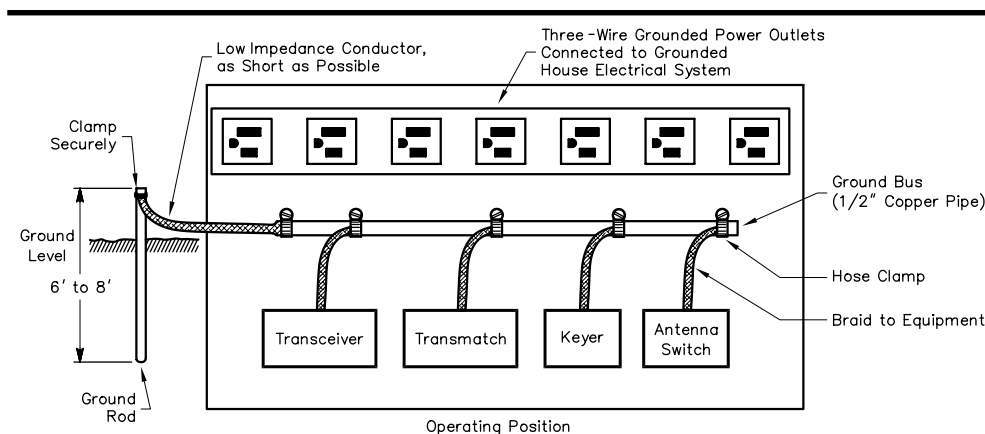 Low Impedance Conductor,
as Short as Possible
Three-Wire Grounded Power Outlets
Connected to Grounded
House Electrical System
Clamp
Securely
Ground Bus
(1/2" Copper Pipe)
Ground
Level
6' to 8'
Hose Clamp
Braid to Equipment
Transceiver
Transmatch
Keyer
Antenna
Switch
Ground
Rod
Operating Position